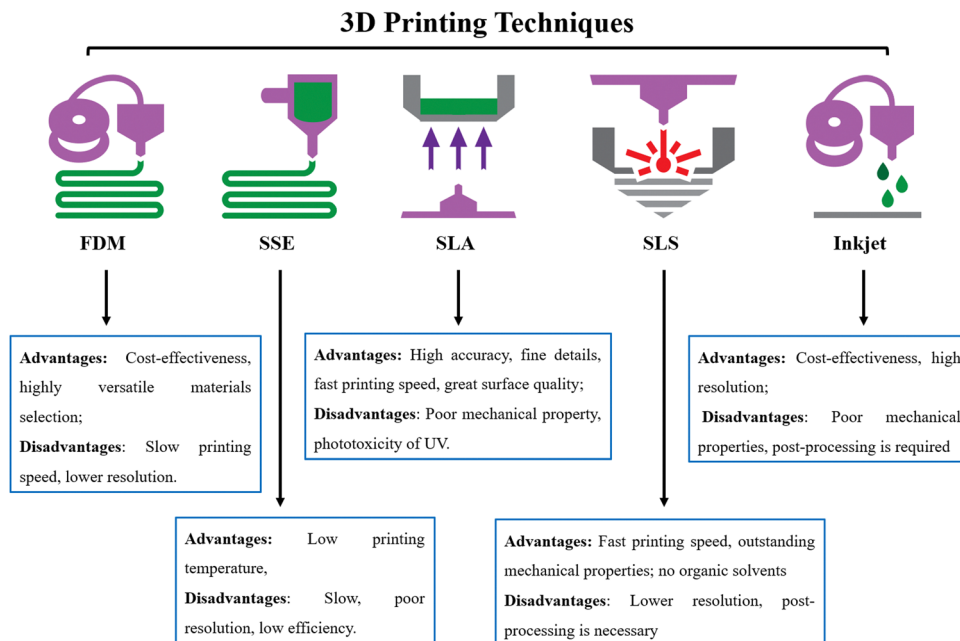 3D Printing Techniques
FDM
SSE
SLA
SLS
Inkjet
Advantages: Cost-effectiveness,
highly versatile materials
selection;
Disadvantages: Slow printing
speed, lower resolution.
Advantages: High accuracy, fine details,
fast printing speed, great surface quality;
Disadvantages: Poor mechanical property,
phototoxicity of UV.
Advantages: Cost-effectiveness, high
resolution;
Disadvantages: Poor mechanical
properties, post-processing is required
Advantages: Low printing
temperature,
Disadvantages: Slow, poor
resolution, low efficiency.
Advantages: Fast printing speed, outstanding
mechanical properties; no organic solvents
Disadvantages: Lower resolution, post-
processing is necessary